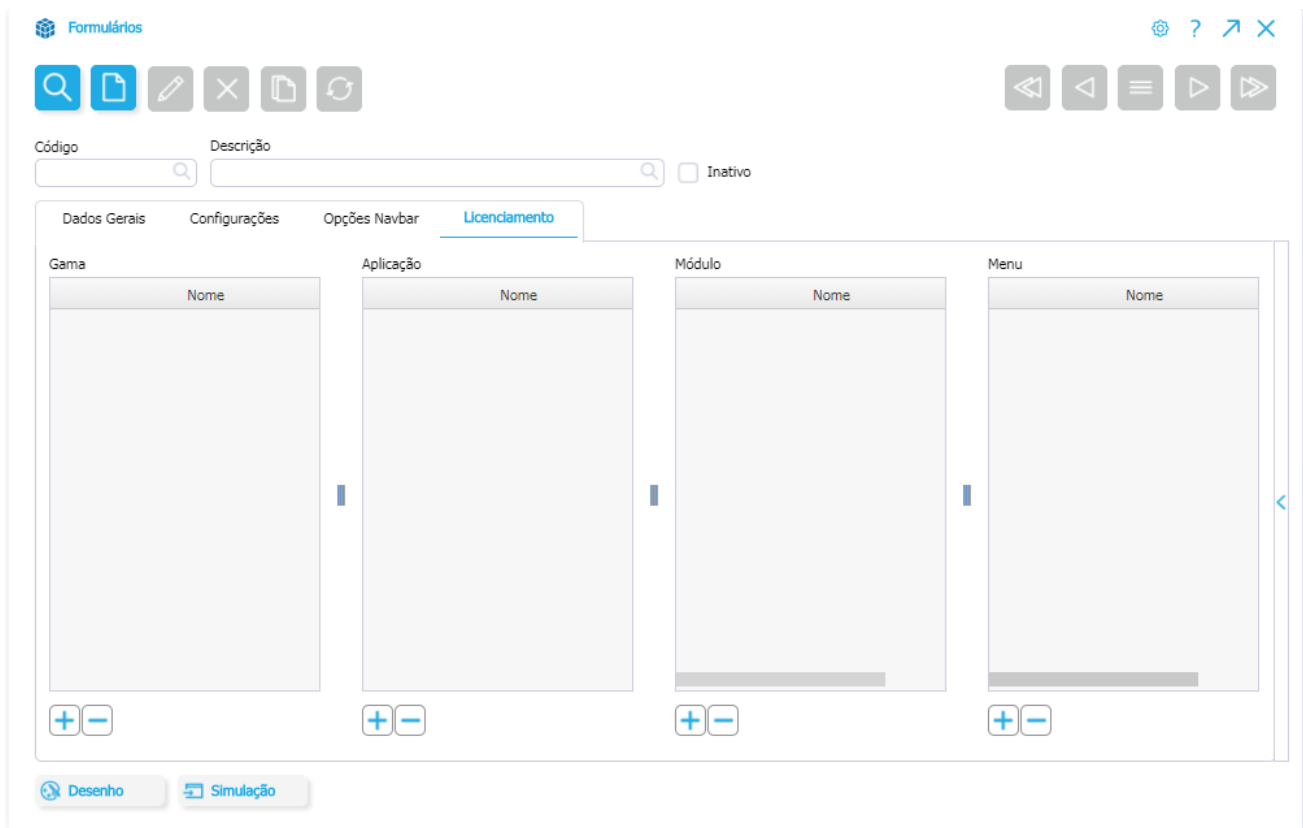 Formulários
?
Código Descrição
Inativo
Dados Gerais Configurações Opções Navbar Licenciamento
Gama Aplicação Módulo Menu
Nome Nome Nome Nome
Desenho Simulação